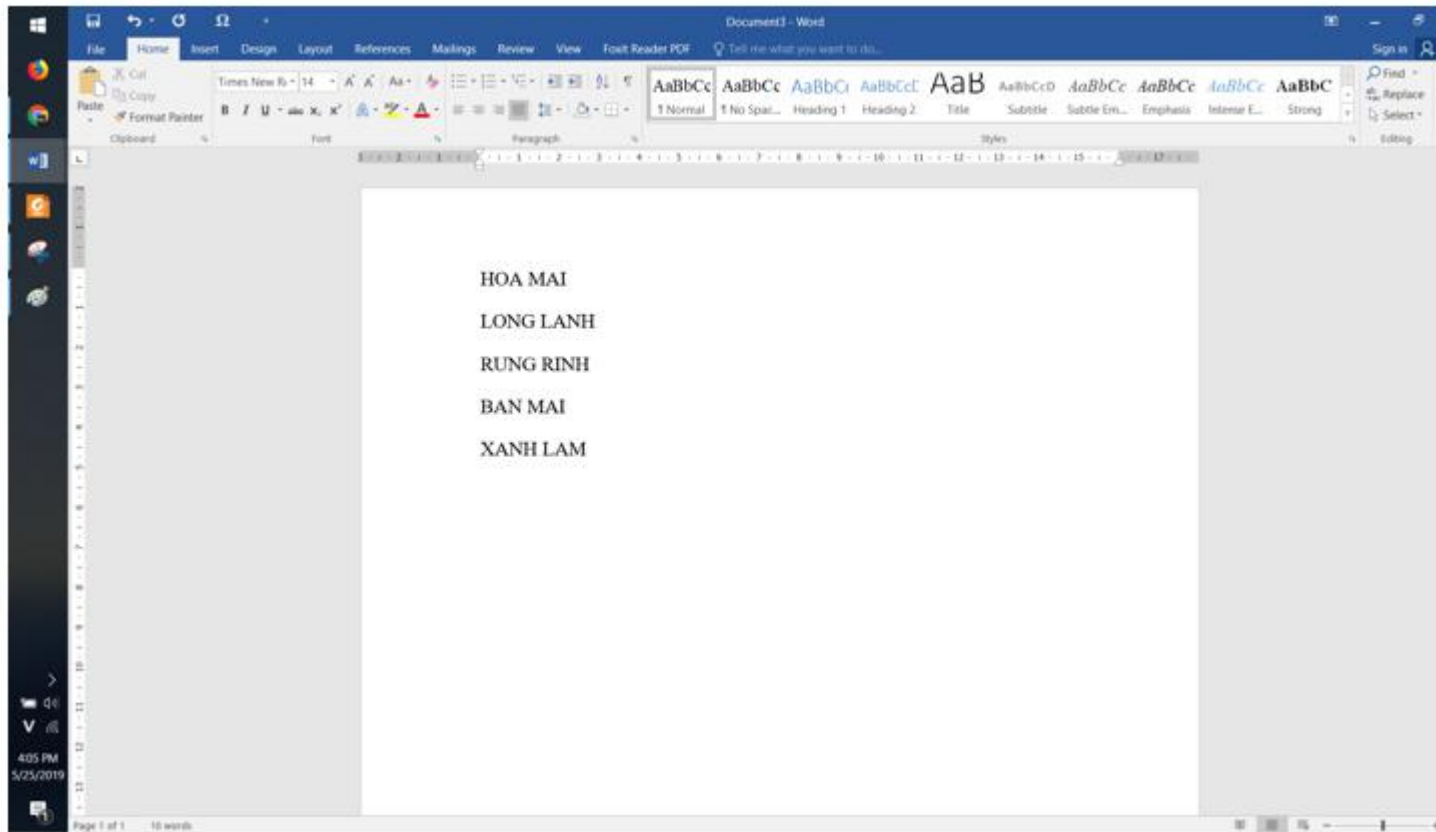 Document3 - Word
File Home Insert Design Layout References Mailings Review View Foxit Reader PDF Tell me what you want to do... Sign in
Paste Cut Copy Format Painter
Times New Ro 14
AaBbCc AaBbCc AaBbCc AaBbCcE AaB AaBbCcD AaBbCc AaBbCc AaBbCc AaBbC
¶ Normal ¶ No Spac... Heading 1 Heading 2 Title Subtitle Subtle Em... Emphasis Intense E... Strong
Find
Replace
Select
Clipboard Font Paragraph Styles Editing
HOA MAI
LONG LANH
RUNG RINH
BAN MAI
XANH LAM
4:05 PM
5/25/2019
Page 1 of 1 10 words